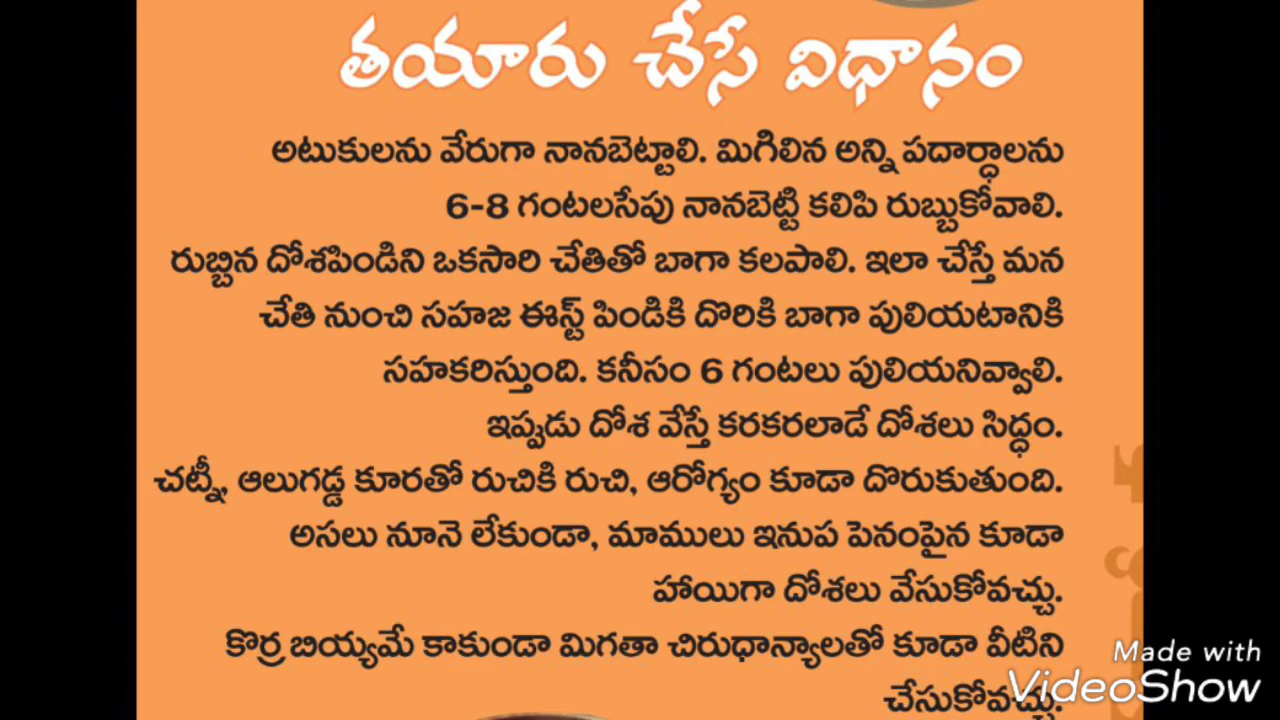 తయారు చేసే విధానం
అటుకులను వేరుగా నానబెట్టాలి. మిగిలిన అన్ని పదార్ధాలను
6-8 గంటలసేపు నానబెట్టి కలిపి రుబ్బుకోవాలి.
రుబ్బిన దోశపిండిని ఒకసారి చేతితో బాగా కలపాలి. ఇలా చేస్తే మన
చేతి నుంచి సహజ ఈస్ట్ పిండికి దొరికి బాగా పులియటానికి
సహకరిస్తుంది. కనీసం 6 గంటలు పులియనివ్వాలి.
ఇప్పడు దోశ వేస్తే కరకరలాడే దోశలు సిద్ధం.
చట్నీ, ఆలుగడ్డ కూరతో రుచికి రుచి, ఆరోగ్యం కూడా దొరుకుతుంది.
అసలు నూనె లేకుండా, మాములు ఇనుప పెనంపైన కూడా
హాయిగా దోశలు వేసుకోవచ్చు.
కొర్ర బియ్యమే కాకుండా మిగతా చిరుధాన్యాలతో కూడా వీటిని
చేసుకోవచ్చు.
Made with
VideoShow